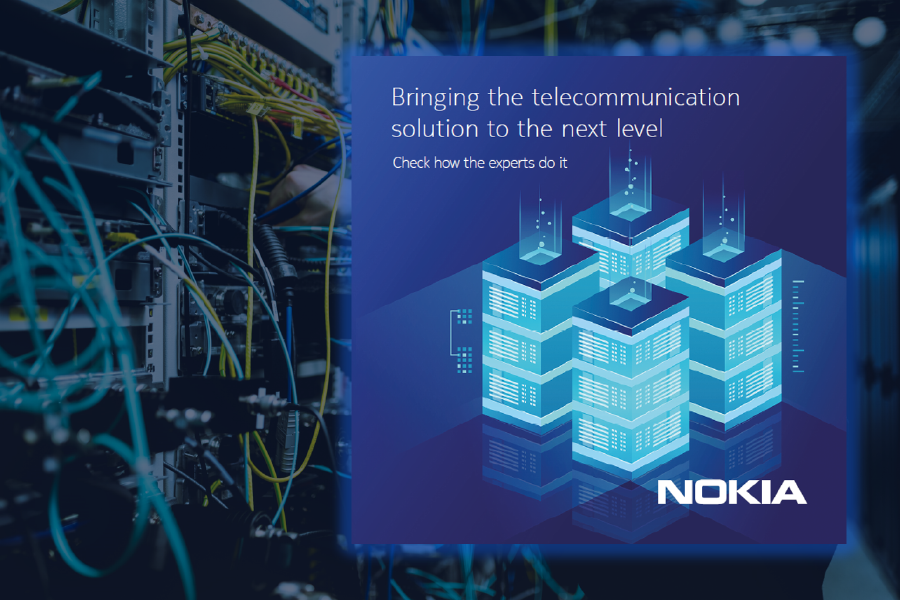 Bringing the telecommunication
solution to the next level
Check how the experts do it
NOKIA